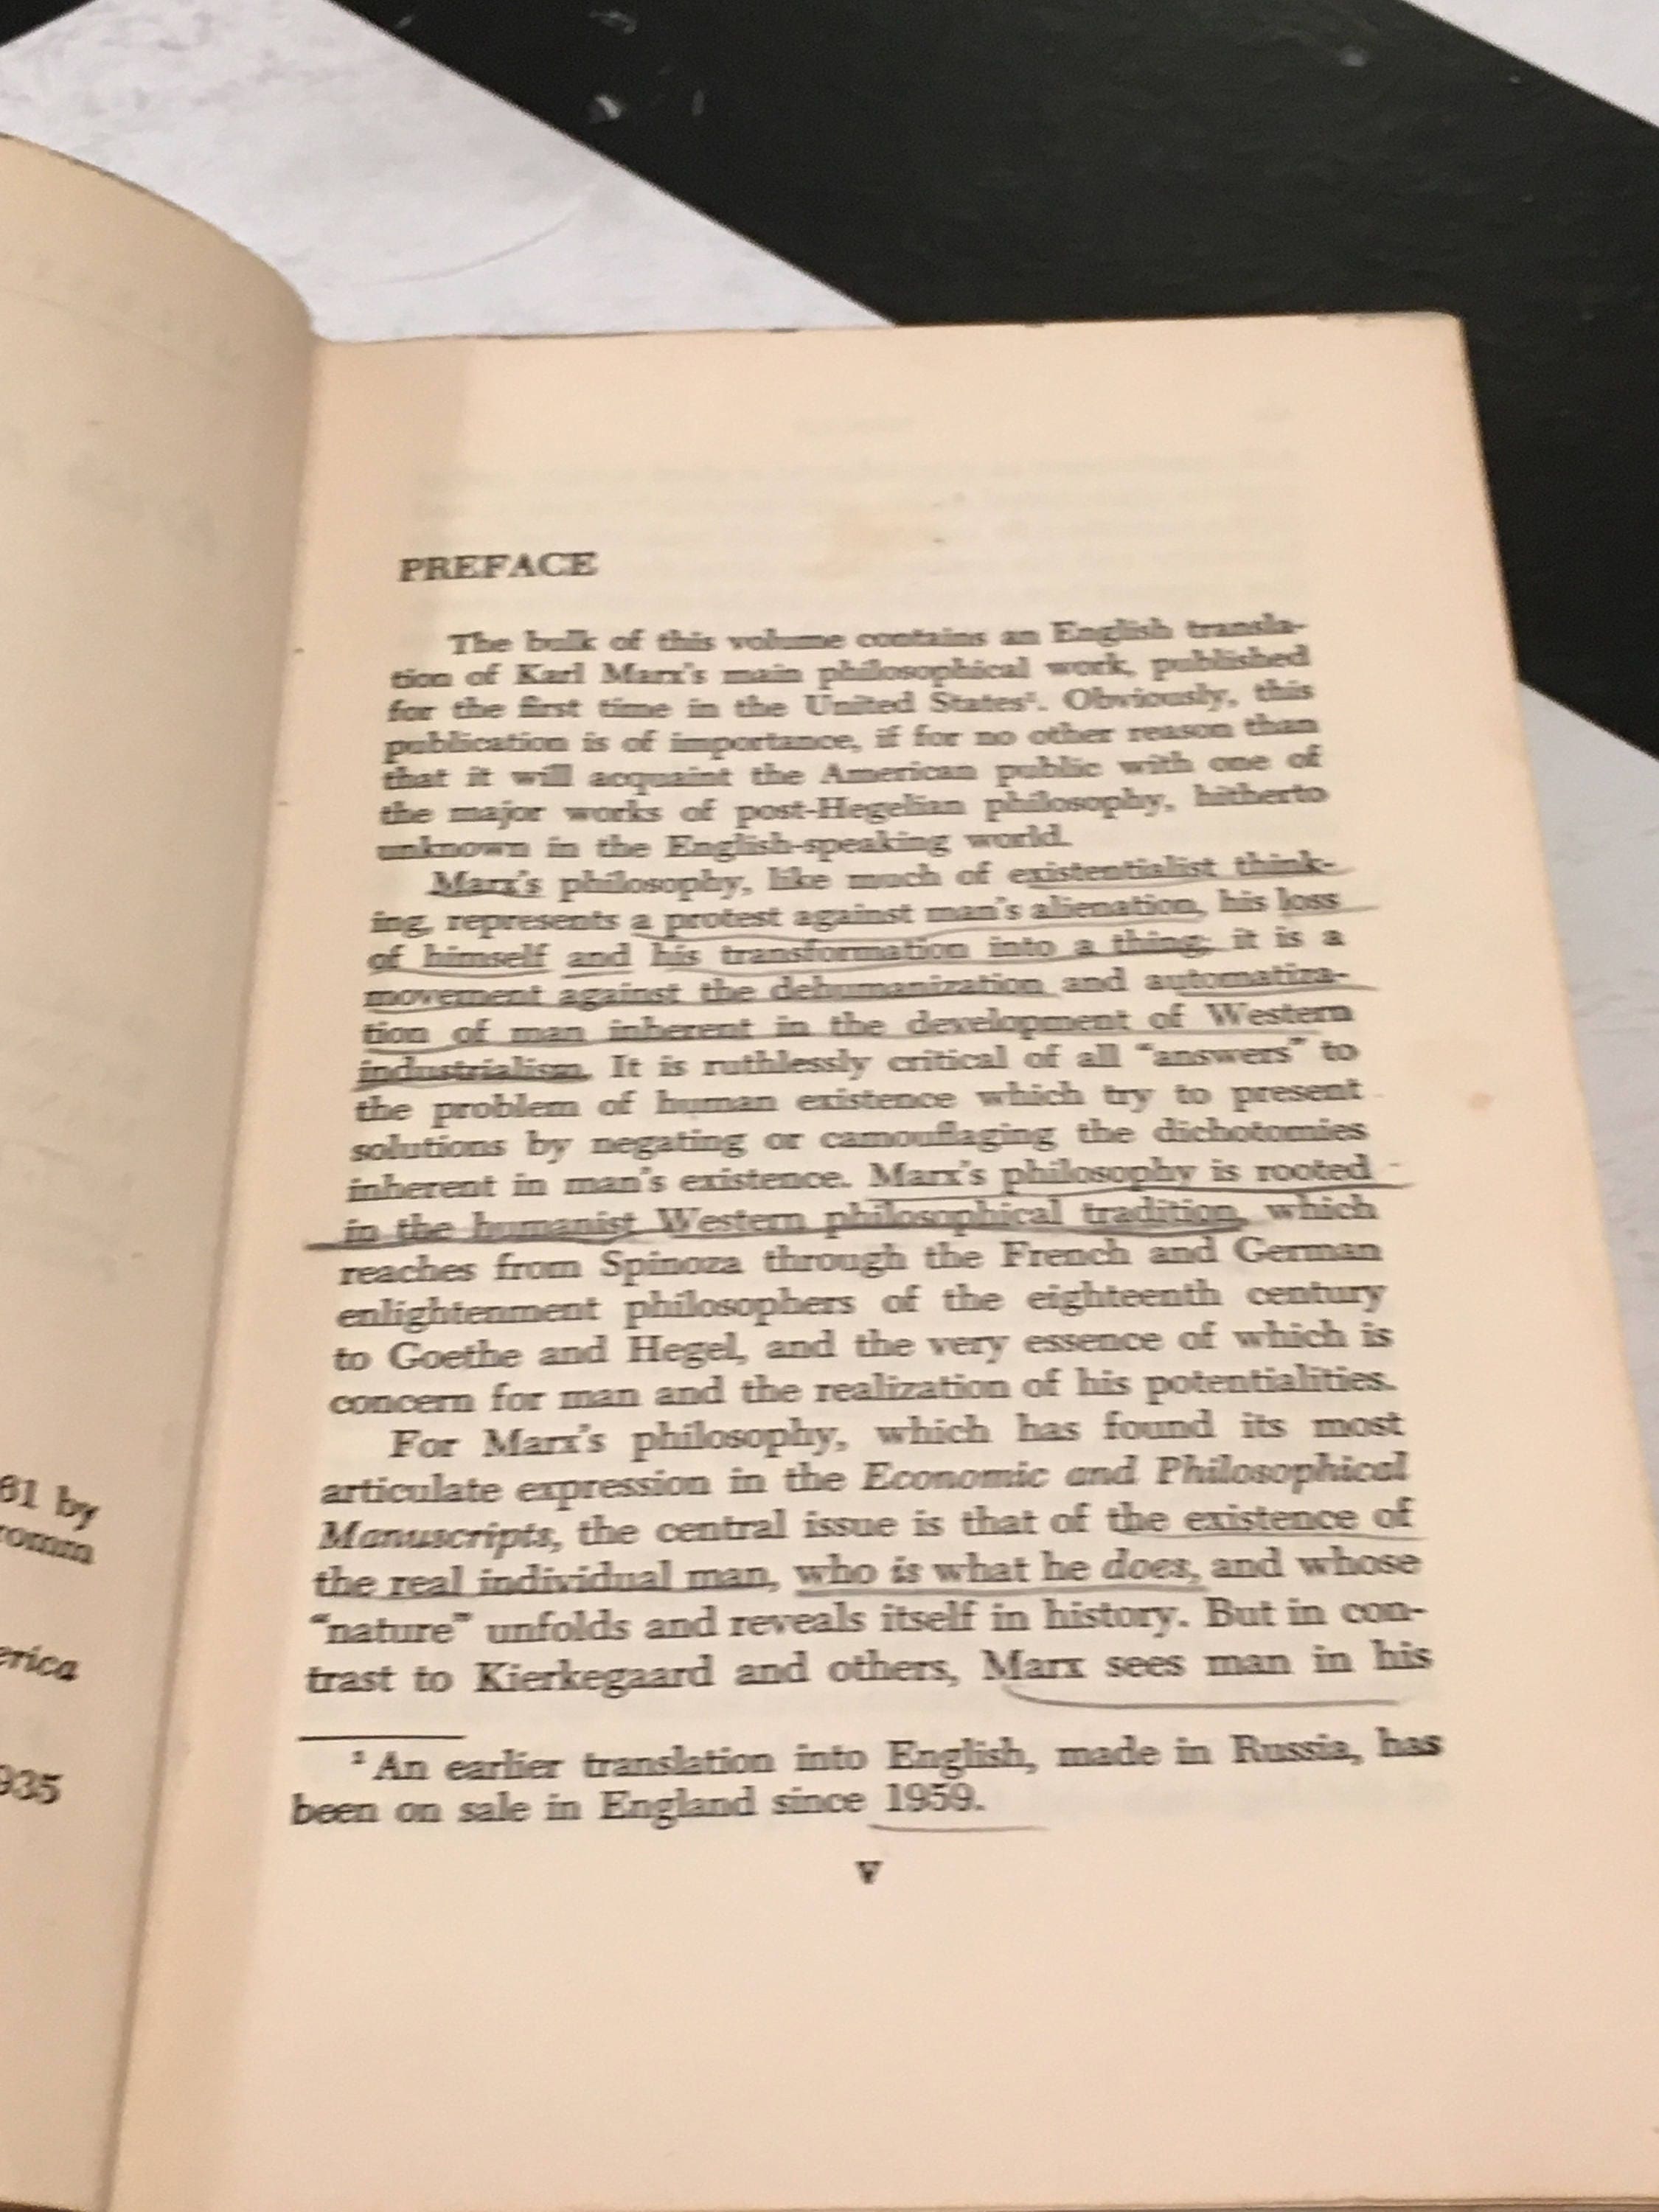 61 by
romm
erica
935
PREFACE
The bulk of this volume contains an English transla-
tion of Karl Marx's main philosophical work, published
for the first time in the United States¹. Obviously, this
publication is of importance, if for no other reason than
that it will acquaint the American public with one of
the major works of post-Hegelian philosophy, hitherto
unknown in the English-speaking world.
Marx's philosophy, like much of existentialist think-
ing, represents a protest against man's alienation, his loss
of himself and his transformation into a thing; it is a
movement against the dehumanization and automatiza-
tion of man inherent in the development of Western
industrialism. It is ruthlessly critical of all “answers” to
the problem of human existence which try to present
solutions by negating or camouflaging the dichotomies
inherent in man's existence. Marx's philosophy is rooted
in the humanist Western philosophical tradition, which
reaches from Spinoza through the French and German
enlightenment philosophers of the eighteenth century
to Goethe and Hegel, and the very essence of which is
concern for man and the realization of his potentialities.
For Marx's philosophy, which has found its most
articulate expression in the Economic and Philosophical
Manuscripts, the central issue is that of the existence of
the real individual man, who is what he does, and whose
“nature” unfolds and reveals itself in history. But in con-
trast to Kierkegaard and others, Marx sees man in his
¹ An earlier translation into English, made in Russia, has
been on sale in England since 1959.
v